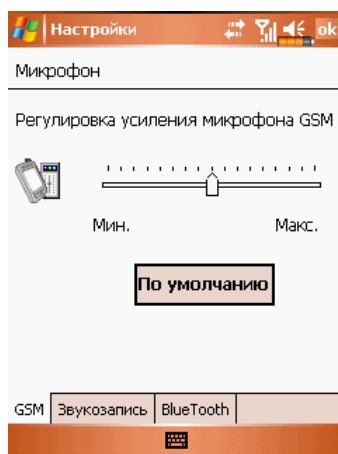 Настройки ok
Микрофон
Регулировка усиления микрофона GSM
Мин. Макс.
По умолчанию
GSM Звукозапись BlueTooth